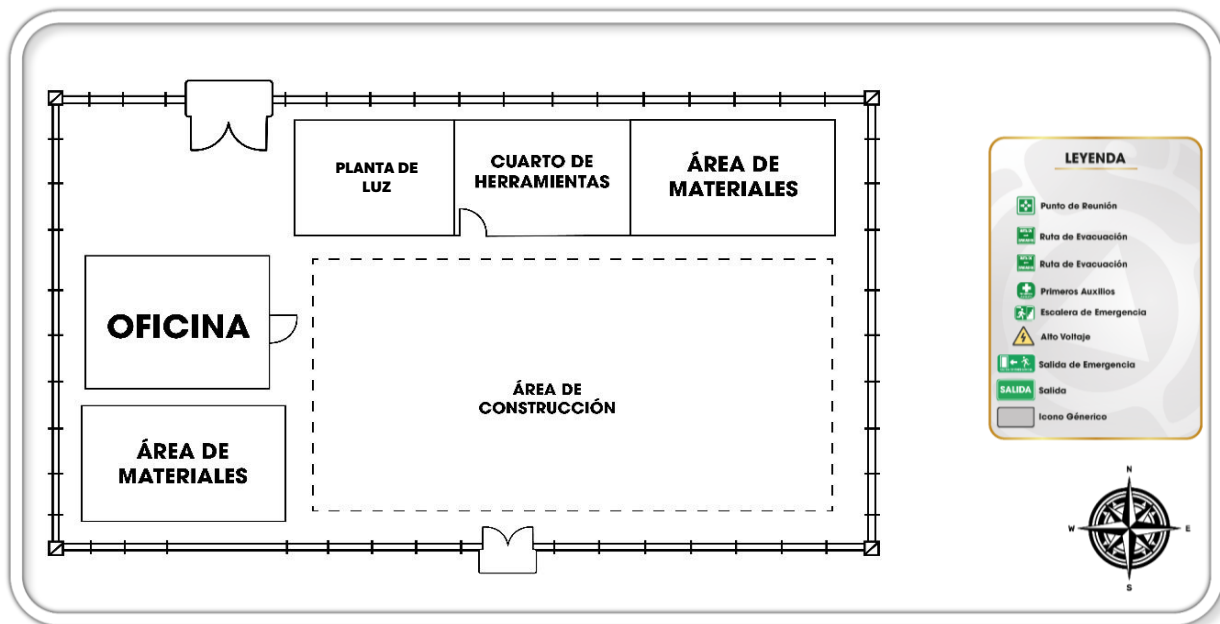 PLANTA DE
LUZ
CUARTO DE
HERRAMIENTAS
ÁREA DE
MATERIALES
OFICINA
ÁREA DE
MATERIALES
ÁREA DE
CONSTRUCCIÓN
LEYENDA
Punto de Reunión
Ruta de Evacuación
Ruta de Evacuación
Primeros Auxilios
Escalera de Emergencia
Alto Voltaje
Salida de Emergencia
SALIDA Salida
Icono Génerico
N
W E
S